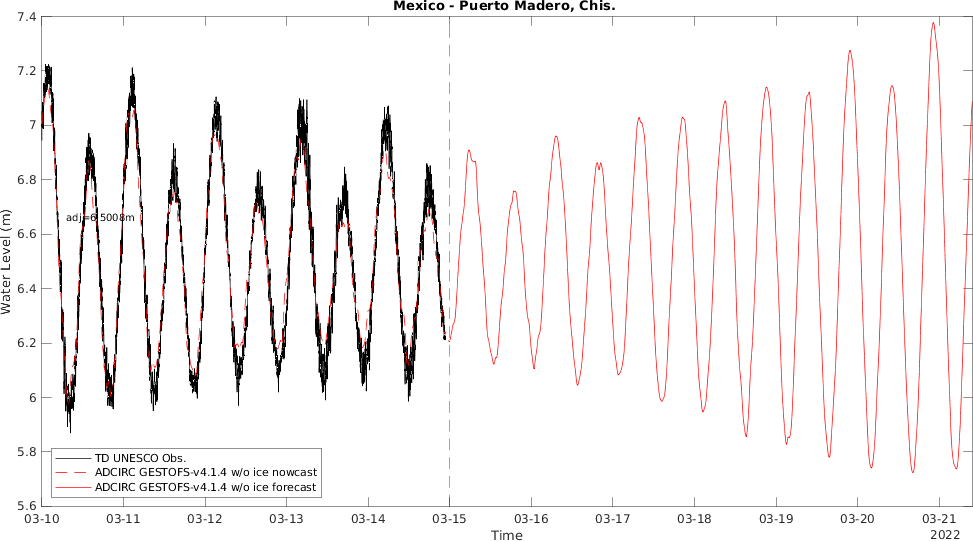 Mexico - Puerto Madero, Chis.
7.4
7.2
7
6.8
6.6
6.4
6.2
6
5.8
5.6
Water Level (m)
adj=6.5008m
TD UNESCO Obs.
ADCIRC GESTOFS-v4.1.4 w/o ice nowcast
ADCIRC GESTOFS-v4.1.4 w/o ice forecast
03-10 03-11 03-12 03-13 03-14 03-15 03-16 03-17 03-18 03-19 03-20 03-21
Time 2022